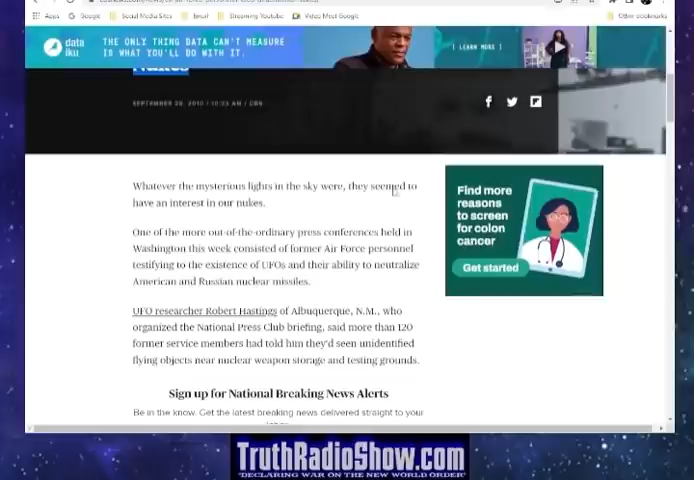 Apps Google Social Media Sites Email Streaming Youtube Video Meet Google Other bookmarks
data
iku
THE ONLY THING DATA CAN'T MEASURE
IS WHAT YOU'LL DO WITH IT.
[ LEARN MORE ]
Nukes
SEPTEMBER 28, 2010 / 10:23 AM / CBS
Whatever the mysterious lights in the sky were, they seemed to
have an interest in our nukes.
One of the more out-of-the-ordinary press conferences held in
Washington this week consisted of former Air Force personnel
testifying to the existence of UFOs and their ability to neutralize
American and Russian nuclear missiles.
UFO researcher Robert Hastings of Albuquerque, N.M., who
organized the National Press Club briefing, said more than 120
former service members had told him they'd seen unidentified
flying objects near nuclear weapon storage and testing grounds.
Sign up for National Breaking News Alerts
Be in the know. Get the latest breaking news delivered straight to your
Find more
reasons
to screen
for colon
cancer
Get started
TruthRadioShow.com
"DECLARING WAR ON THE NEW WORLD ORDER"